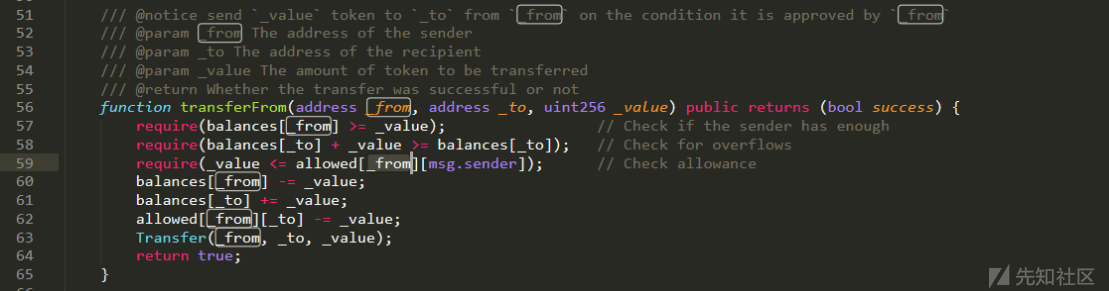 51 /// @notice send `_value` token to `_to` from `_from` on the condition it is approved by `_from`
52 /// @param _from The address of the sender
53 /// @param _to The address of the recipient
54 /// @param _value The amount of token to be transferred
55 /// @return Whether the transfer was successful or not
56 function transferFrom(address _from, address _to, uint256 _value) public returns (bool success) {
57 require(balances[_from] >= _value); // Check if the sender has enough
58 require(balances[_to] + _value >= balances[_to]); // Check for overflows
59 require(_value <= allowed[_from][msg.sender]); // Check allowance
60 balances[_from] -= _value;
61 balances[_to] += _value;
62 allowed[_from][_to] -= _value;
63 Transfer(_from, _to, _value);
64 return true;
65 }
先知社区